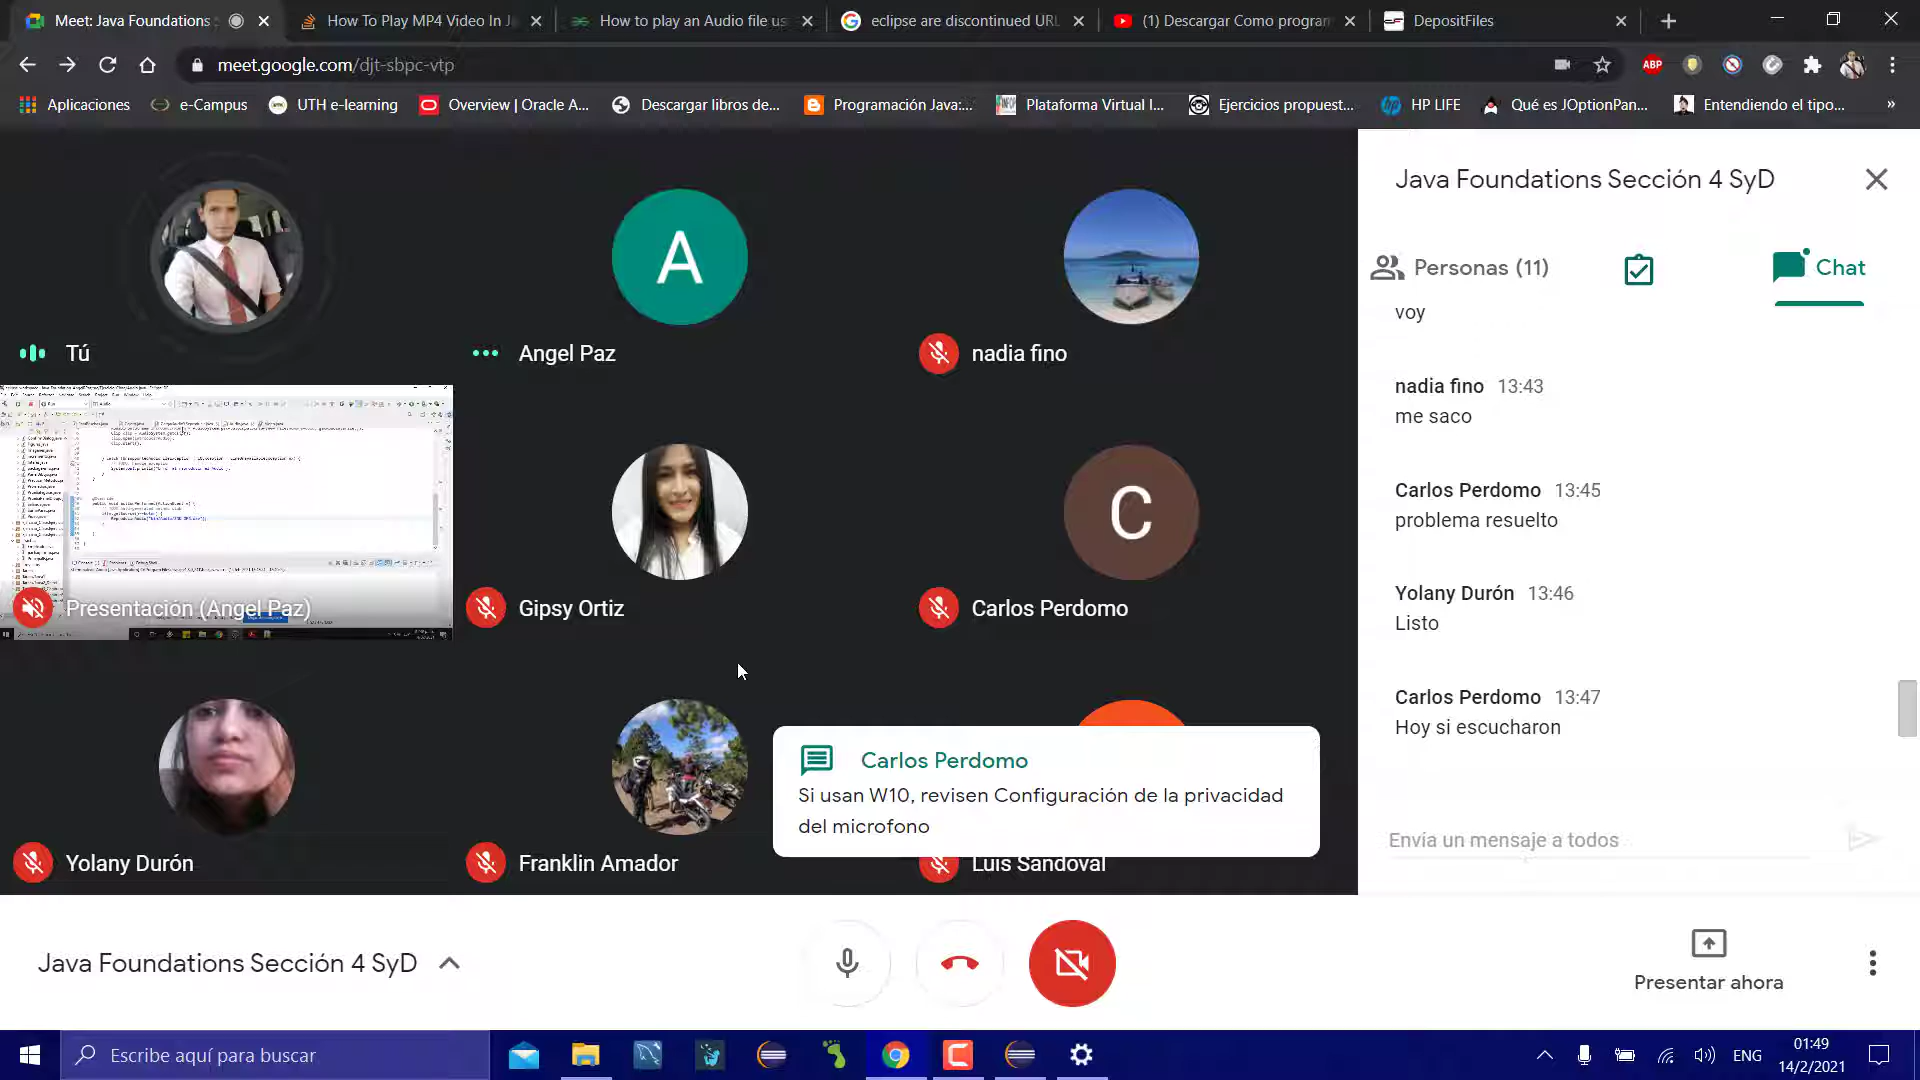 Meet: Java Foundations
How To Play MP4 Video In J
How to play an Audio file us
eclipse are discontinued URL
(1) Descargar Como program
DepositFiles
meet.google.com/djt-sbpc-vtp
ABP
Aplicaciones
e-Campus
UTH e-learning
Overview | Oracle A...
Descargar libros de...
Programación Java:...
Plataforma Virtual I...
Ejercicios propuest...
HP LIFE
Qué es JOptionPan...
Entendiendo el tipo...
»
Tú
A
Angel Paz
nadia fino
Presentación (Angel Paz)
Gipsy Ortiz
C
Carlos Perdomo
Yolany Durón
Franklin Amador
Luis Sandoval
Carlos Perdomo
Si usan W10, revisen Configuración de la privacidad
del microfono
Java Foundations Sección 4 SyD
Personas (11)
Chat
voy
nadia fino 13:43
me saco
Carlos Perdomo 13:45
problema resuelto
Yolany Durón 13:46
Listo
Carlos Perdomo 13:47
Hoy si escucharon
Envía un mensaje a todos
Java Foundations Sección 4 SyD
Presentar ahora
Escribe aquí para buscar
ENG
01:49
14/2/2021